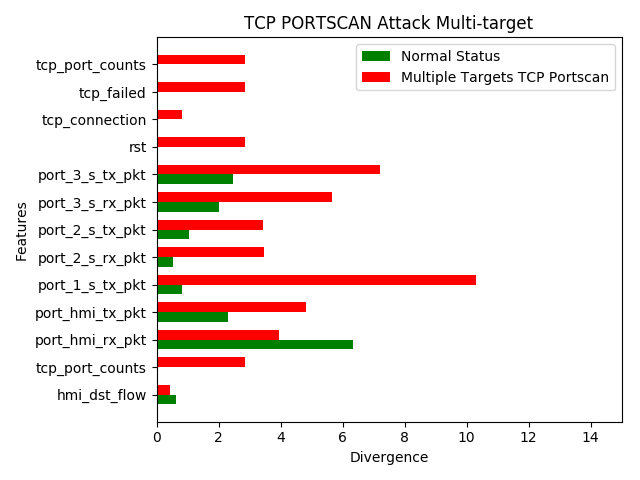 TCP PORTSCAN Attack Multi-target
Normal Status
Multiple Targets TCP Portscan
tcp_port_counts
tcp_failed
tcp_connection
rst
port_3_s_tx_pkt
port_3_s_rx_pkt
port_2_s_tx_pkt
port_2_s_rx_pkt
port_1_s_tx_pkt
port_hmi_tx_pkt
port_hmi_rx_pkt
tcp_port_counts
hmi_dst_flow
Features
0 2 4 6 8 10 12 14
Divergence